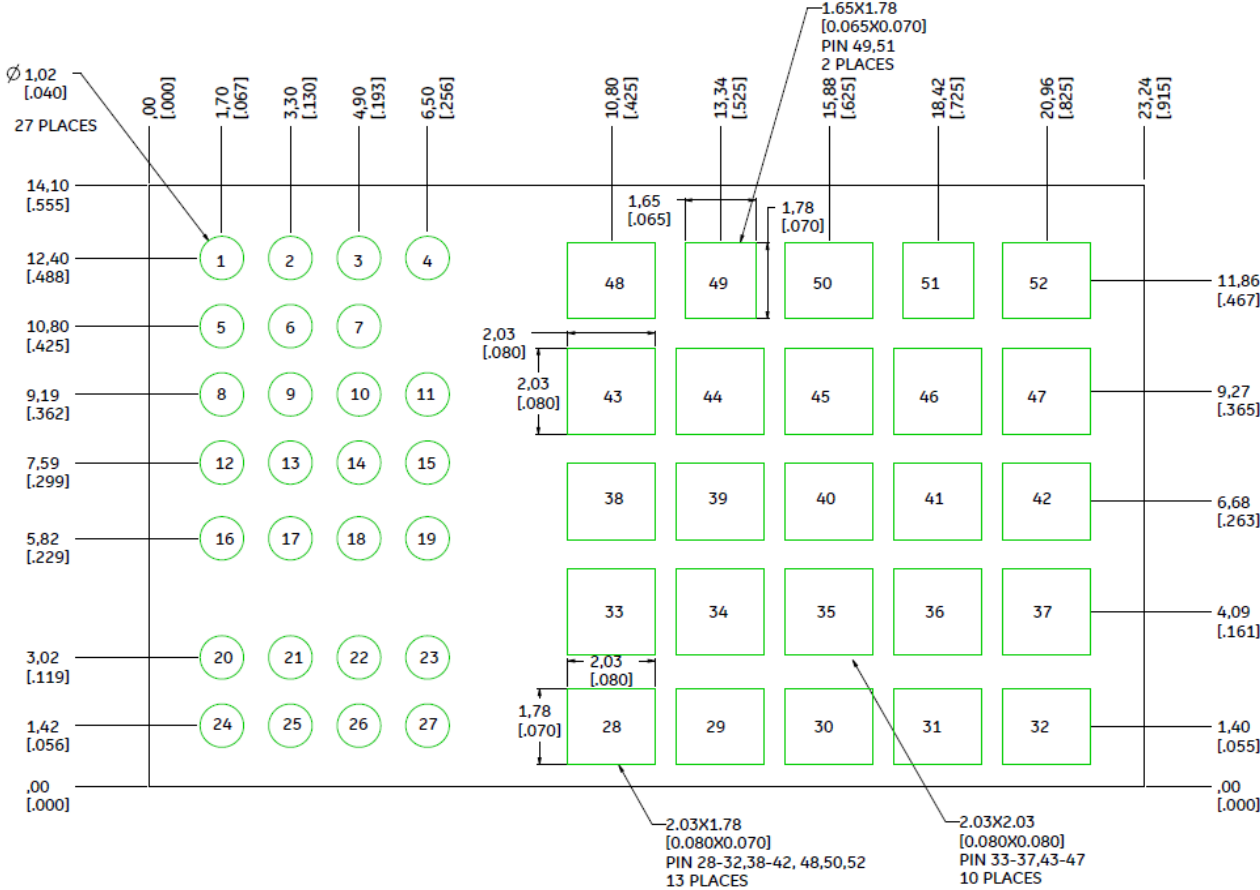 1.65X1.78
[0.065X0.070]
PIN 49,51
2 PLACES
Ø 1,02
[.040]
27 PLACES
,00
[.000]
1,70
[.067]
3,30
[.130]
4,90
[.193]
6,50
[.256]
10,80
[.425]
13,34
[.525]
15,88
[.625]
18,42
[.725]
20,96
[.825]
23,24
[.915]
14,10
[.555]
1,65
[.065]
1,78
[.070]
12,40
[.488]
1 2 3 4
48 49 50 51 52
11,86
[.467]
10,80
[.425]
5 6 7
2,03
[.080]
2,03
[.080]
9,19
[.362]
8 9 10 11
43 44 45 46 47
9,27
[.365]
7,59
[.299]
12 13 14 15
38 39 40 41 42
6,68
[.263]
5,82
[.229]
16 17 18 19
33 34 35 36 37
4,09
[.161]
3,02
[.119]
20 21 22 23
2,03
[.080]
1,42
[.056]
24 25 26 27
1,78
[.070]
28 29 30 31 32
1,40
[.055]
,00
[.000]
,00
[.000]
2.03X1.78
[0.080X0.070]
PIN 28-32,38-42, 48,50,52
13 PLACES
2.03X2.03
[0.080X0.080]
PIN 33-37,43-47
10 PLACES